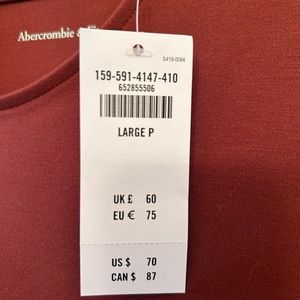 Abercrombie &
S419-0084
159-591-4147-410
652855506
LARGE P
UK £ 60
EU € 75
US $ 70
CAN $ 87